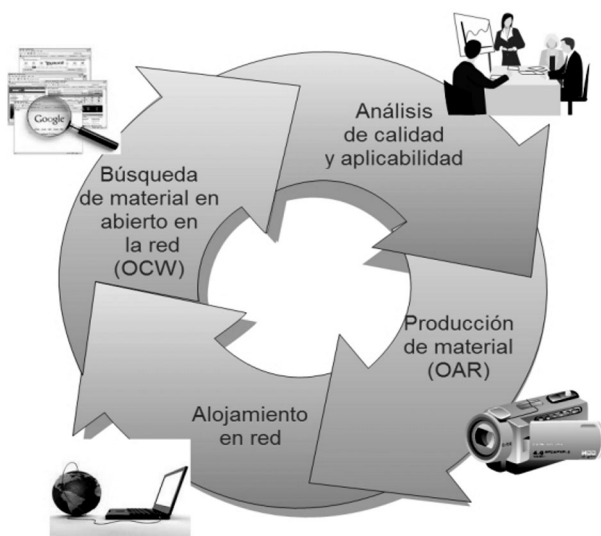 Búsqueda
de material en
abierto en
la red
(OCW)
Análisis
de calidad
y aplicabilidad
Producción
de material
(OAR)
Alojamiento
en red
Google
YAHOO!